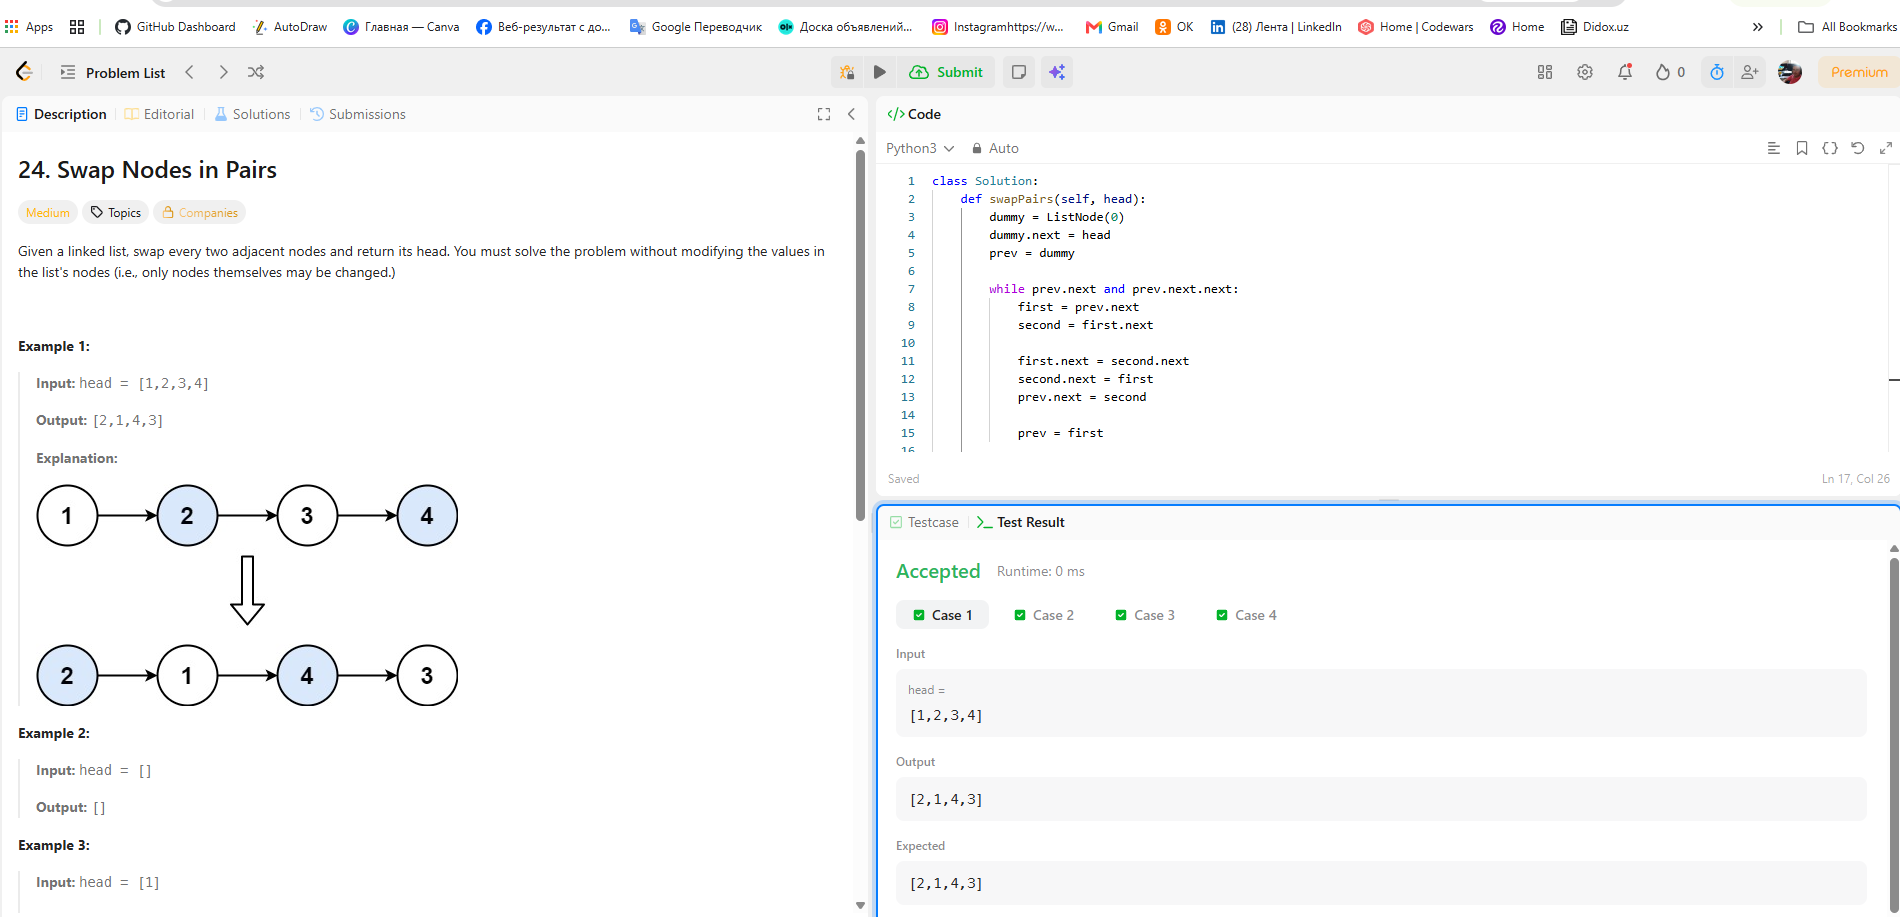 Apps GitHub Dashboard AutoDraw Главная — Canva Веб-результат с до... Google Переводчик Доска объявлений... Instagramhttps://w... Gmail OK (28) Лента | LinkedIn Home | Codewars Home Didox.uz » All Bookmarks
Problem List Submit 0 Premium
Description Editorial Solutions Submissions
24. Swap Nodes in Pairs
Medium Topics Companies
Given a linked list, swap every two adjacent nodes and return its head. You must solve the problem without modifying the values in
the list's nodes (i.e., only nodes themselves may be changed.)
Example 1:
Input: head = [1,2,3,4]
Output: [2,1,4,3]
Explanation:
1 2 3 4
2 1 4 3
Example 2:
Input: head = []
Output: []
Example 3:
Input: head = [1]
</> Code
Python3 Auto
1 class Solution:
2 def swapPairs(self, head):
3 dummy = ListNode(0)
4 dummy.next = head
5 prev = dummy
6
7 while prev.next and prev.next.next:
8 first = prev.next
9 second = first.next
10
11 first.next = second.next
12 second.next = first
13 prev.next = second
14
15 prev = first
16
Saved Ln 17, Col 26
Testcase >_ Test Result
Accepted Runtime: 0 ms
Case 1 Case 2 Case 3 Case 4
Input
head =
[1,2,3,4]
Output
[2,1,4,3]
Expected
[2,1,4,3]